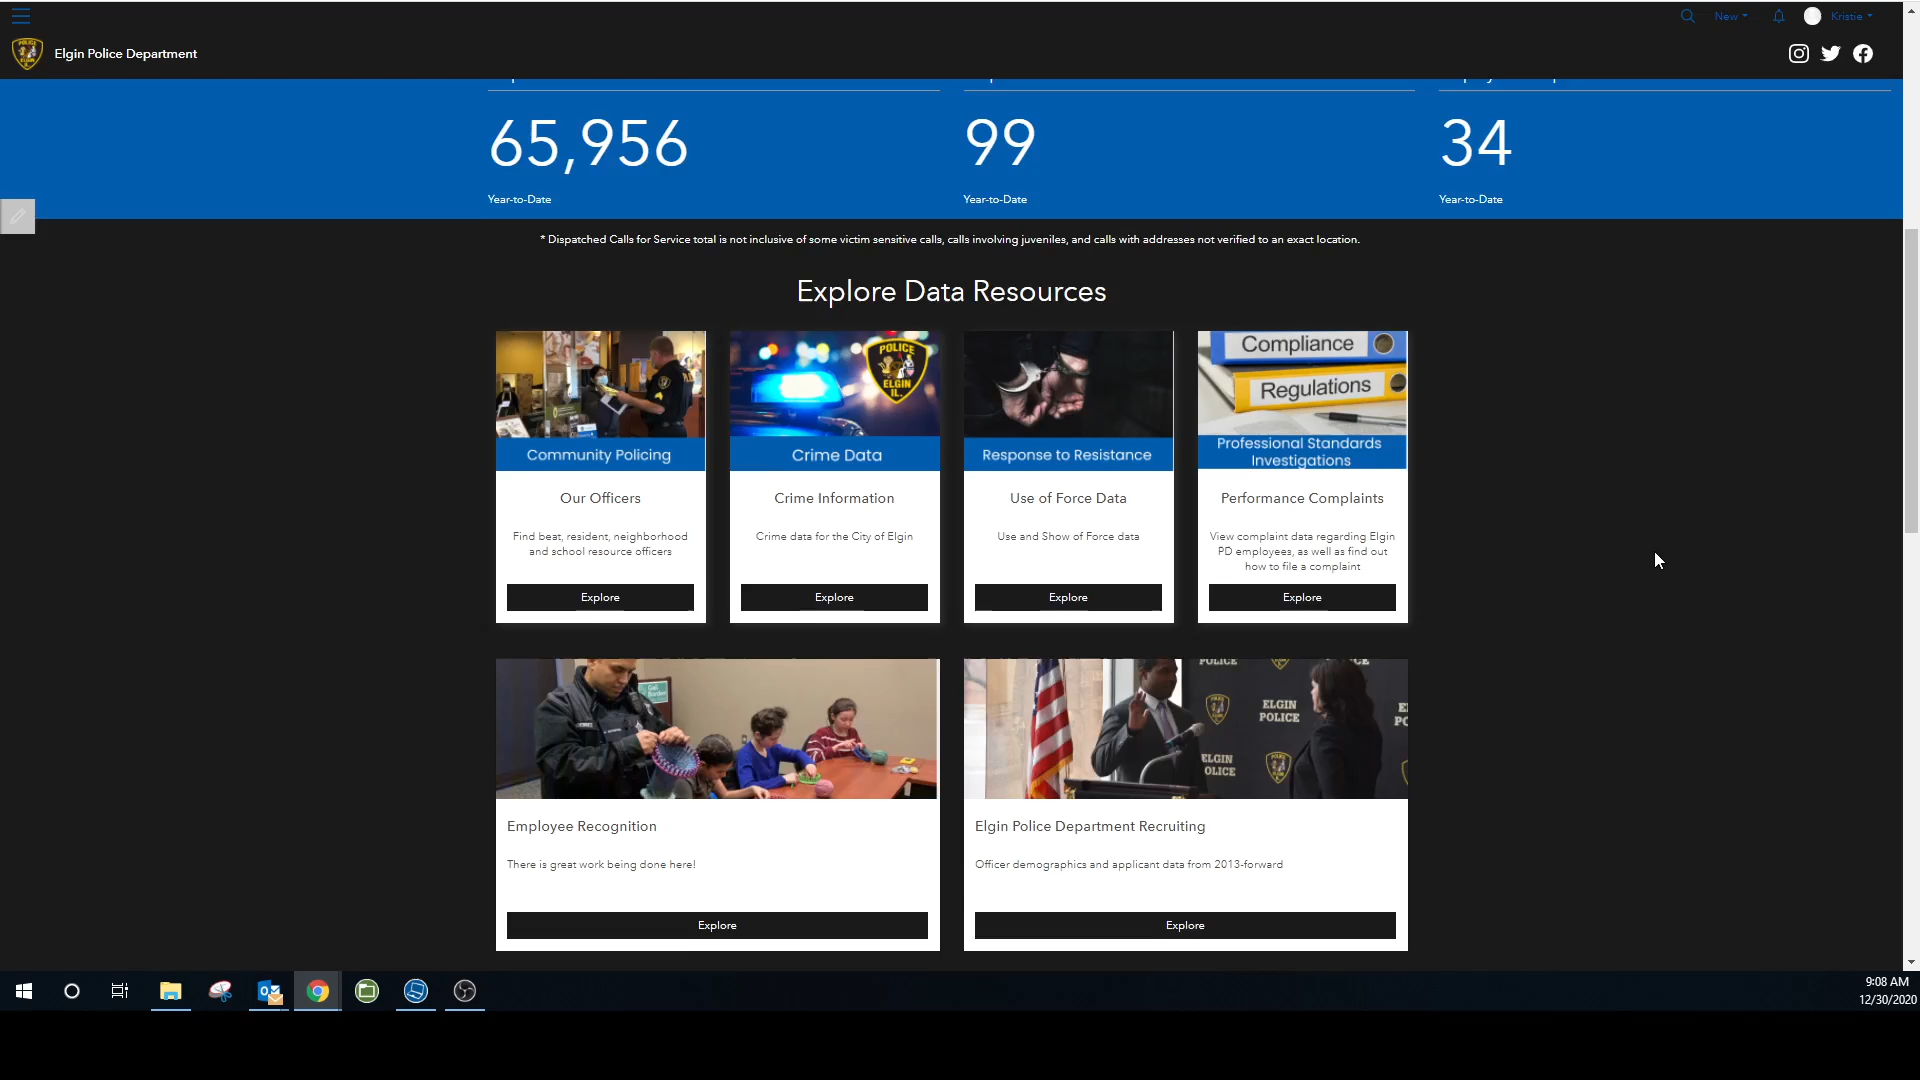 New
Kristie
Elgin Police Department
65,956
99
34
Year-to-Date
Year-to-Date
Year-to-Date
* Dispatched Calls for Service total is not inclusive of some victim sensitive calls, calls involving juveniles, and calls with addresses not verified to an exact location.
Explore Data Resources
Community Policing
Our Officers
Find beat, resident, neighborhood
and school resource officers
Explore
POLICE
ELGIN
IL.
Crime Data
Crime Information
Crime data for the City of Elgin
Explore
Response to Resistance
Use of Force Data
Use and Show of Force data
Explore
Compliance
Regulations
Professional Standards
Investigations
Performance Complaints
View complaint data regarding Elgin
PD employees, as well as find out
how to file a complaint
Explore
Employee Recognition
There is great work being done here!
Explore
POLICE
ELGIN
POLICE
Elgin Police Department Recruiting
Officer demographics and applicant data from 2013-forward
Explore
9:08 AM
12/30/2020